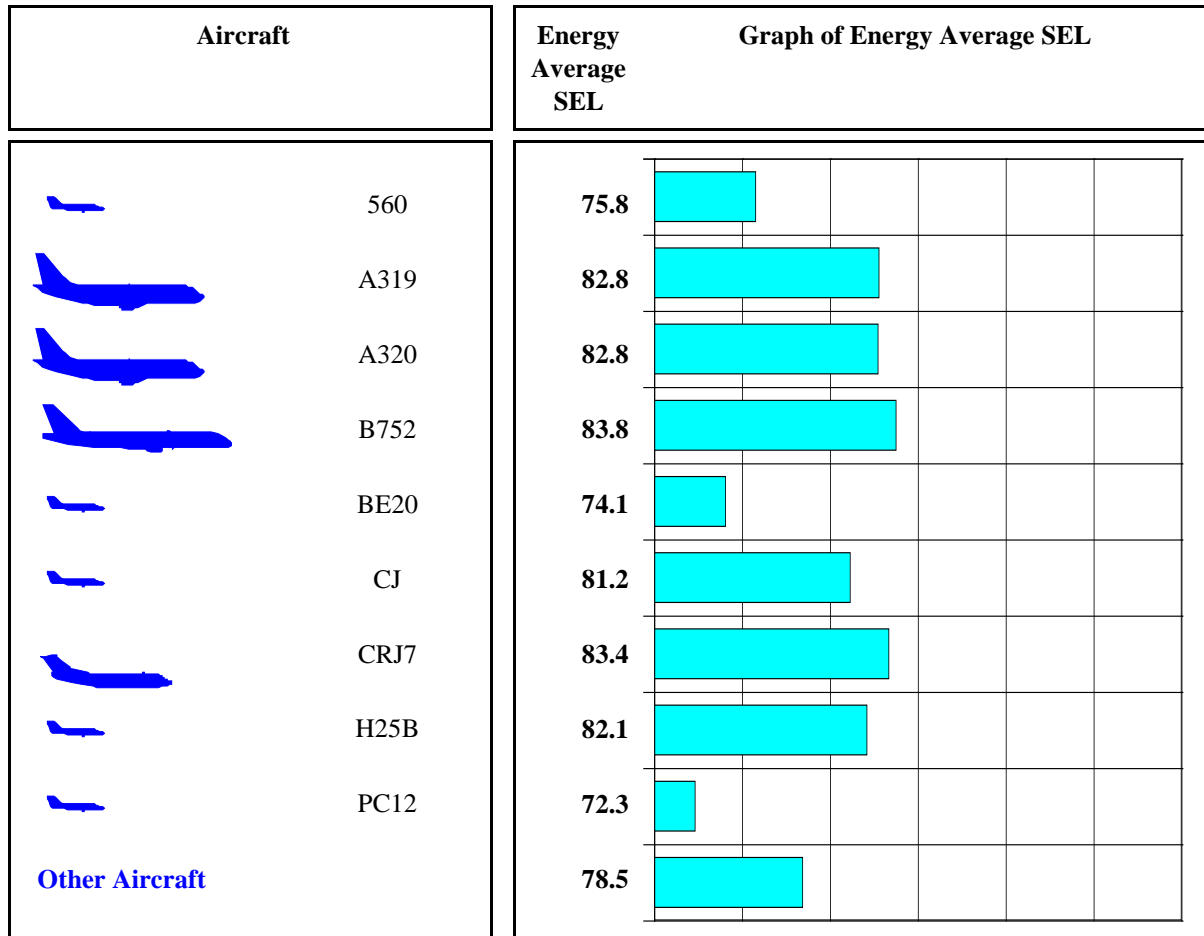 Aircraft
Energy
Average
SEL
Graph of Energy Average SEL
560 75.8
A319 82.8
A320 82.8
B752 83.8
BE20 74.1
CJ 81.2
CRJ7 83.4
H25B 82.1
PC12 72.3
Other Aircraft 78.5